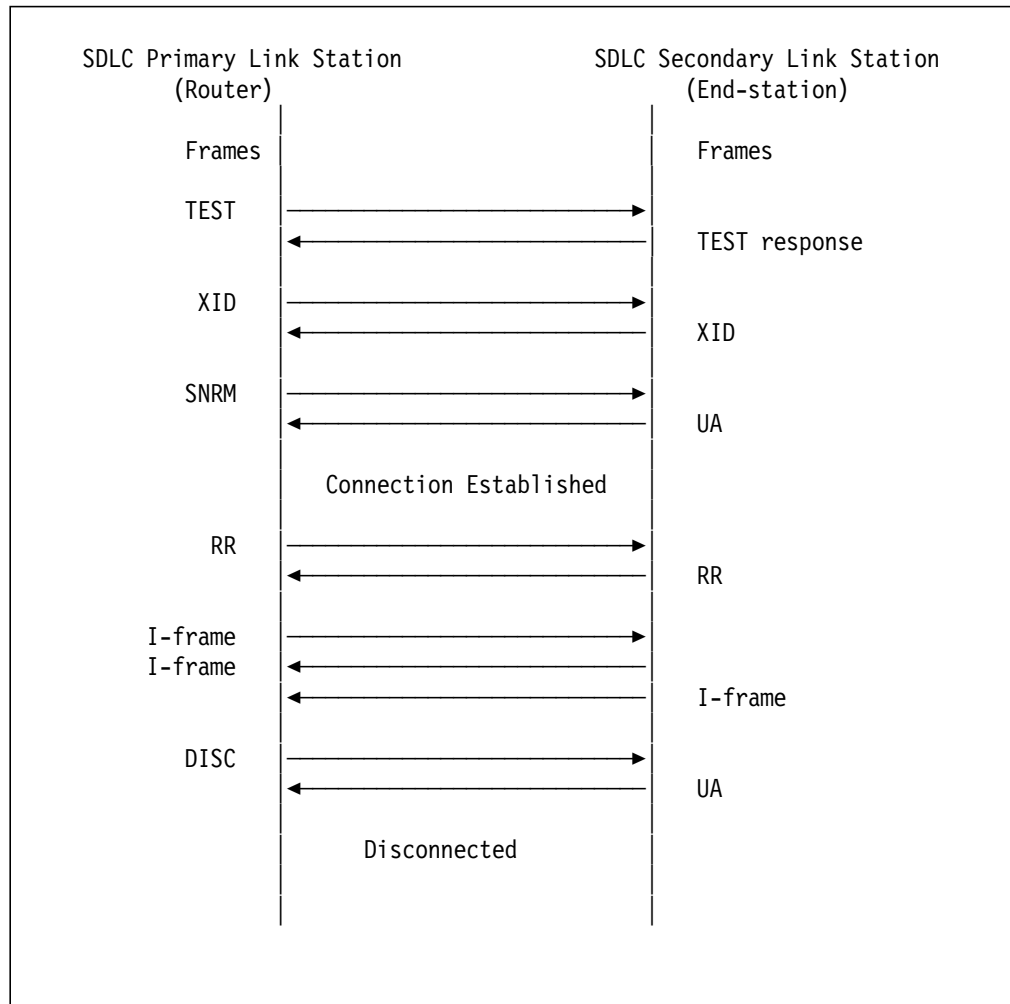 SDLC Primary Link Station SDLC Secondary Link Station
(Router) (End-station)
Frames Frames
TEST
TEST response
XID
XID
SNRM
UA
Connection Established
RR
RR
I-frame
I-frame
I-frame
DISC
UA
Disconnected